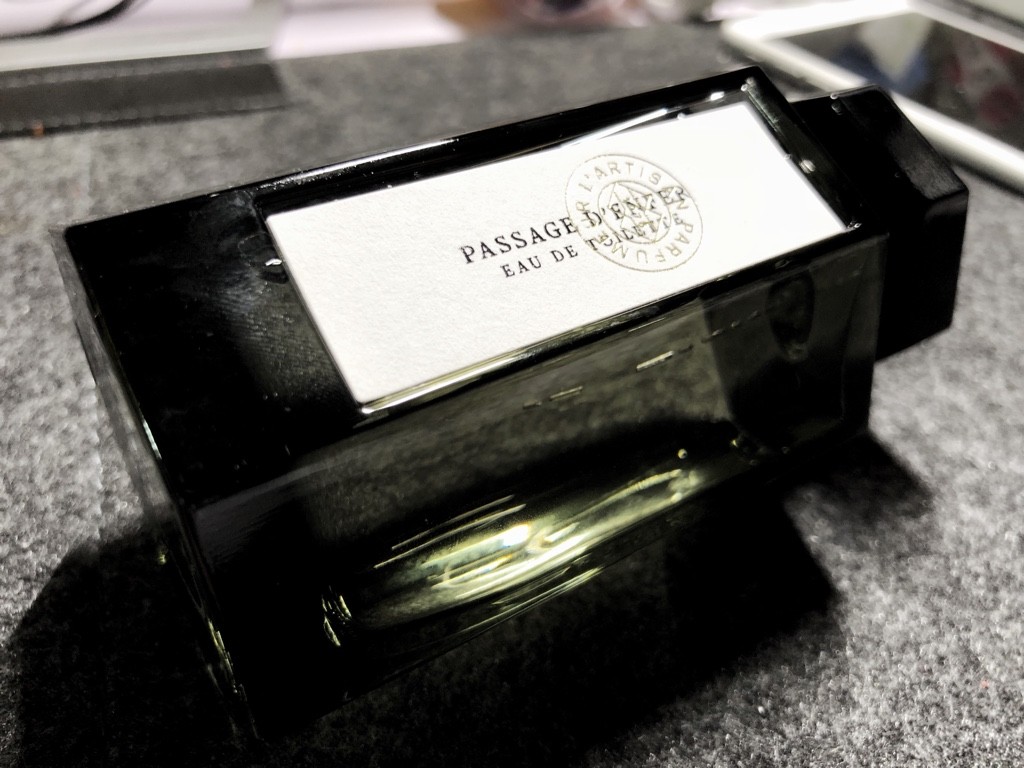 PASSAGE D'ENFER
EAU DE TOILETTE
L'ARTISAN PARFUMEUR